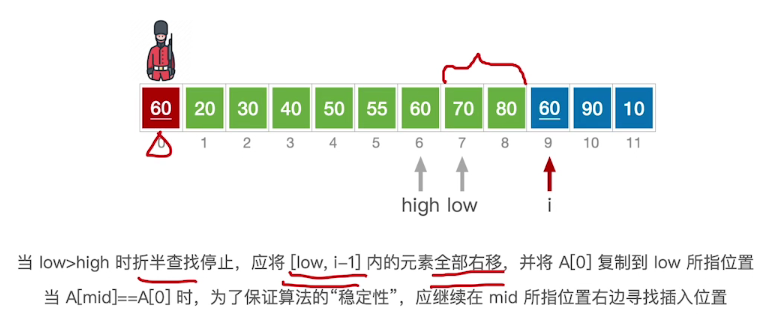 60 20 30 40 50 55 60 70 80 60 90 10
0 1 2 3 4 5 6 7 8 9 10 11
high low i
当 low>high 时折半查找停止，应将 [low, i-1] 内的元素全部右移，并将 A[0] 复制到 low 所指位置
当 A[mid]==A[0] 时，为了保证算法的“稳定性”，应继续在 mid 所指位置右边寻找插入位置